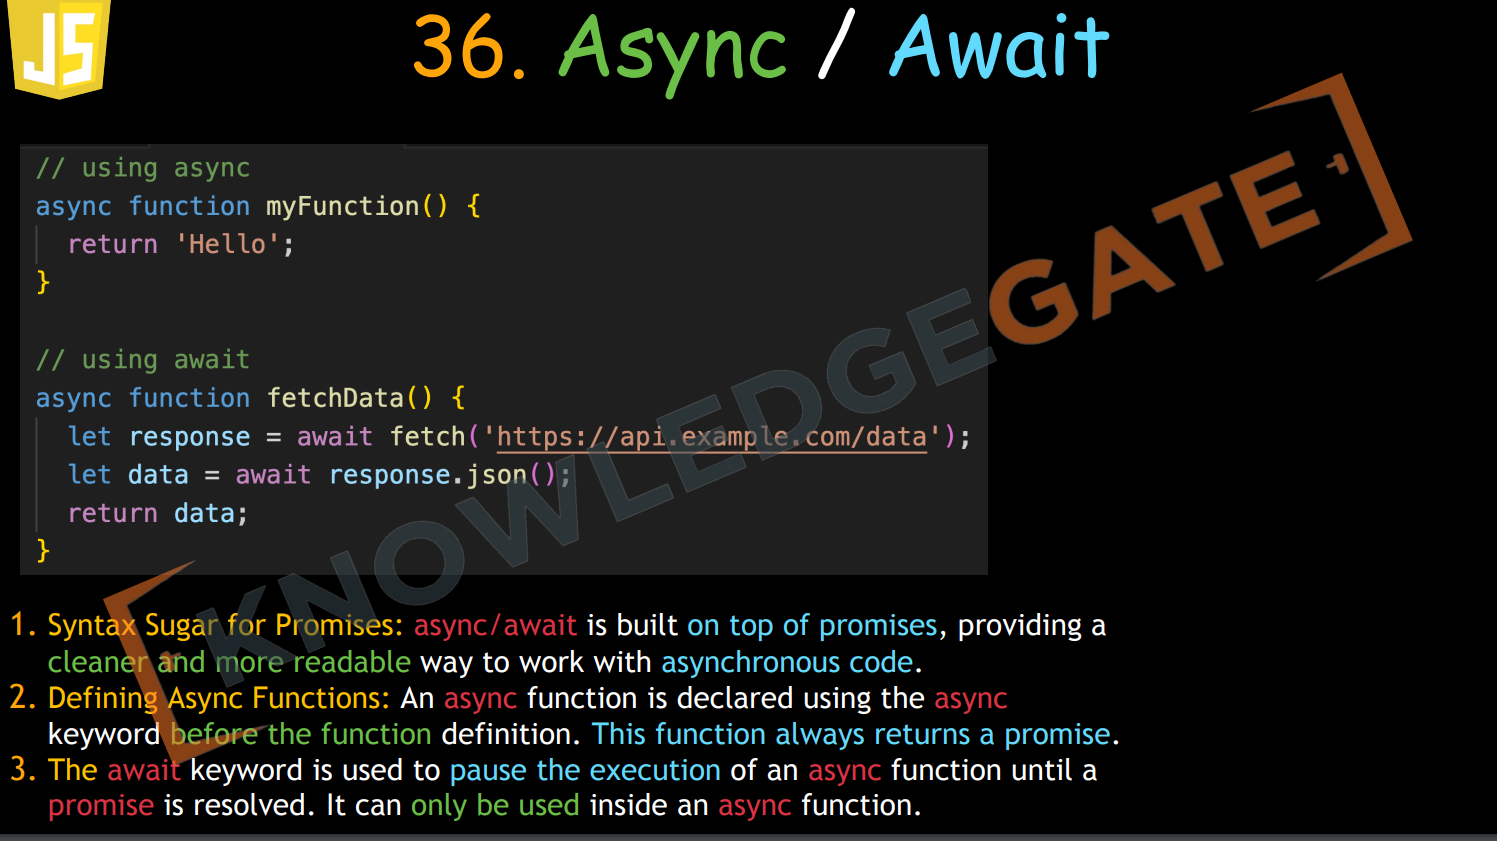 JS
36. Async / Await
// using async
async function myFunction() {
return 'Hello';
}
// using await
async function fetchData() {
let response = await fetch('https://api.example.com/data');
let data = await response.json();
return data;
}
KNOWLEDGEGATE
1. Syntax Sugar for Promises: async/await is built on top of promises, providing a
cleaner and more readable way to work with asynchronous code.
2. Defining Async Functions: An async function is declared using the async
keyword before the function definition. This function always returns a promise.
3. The await keyword is used to pause the execution of an async function until a
promise is resolved. It can only be used inside an async function.